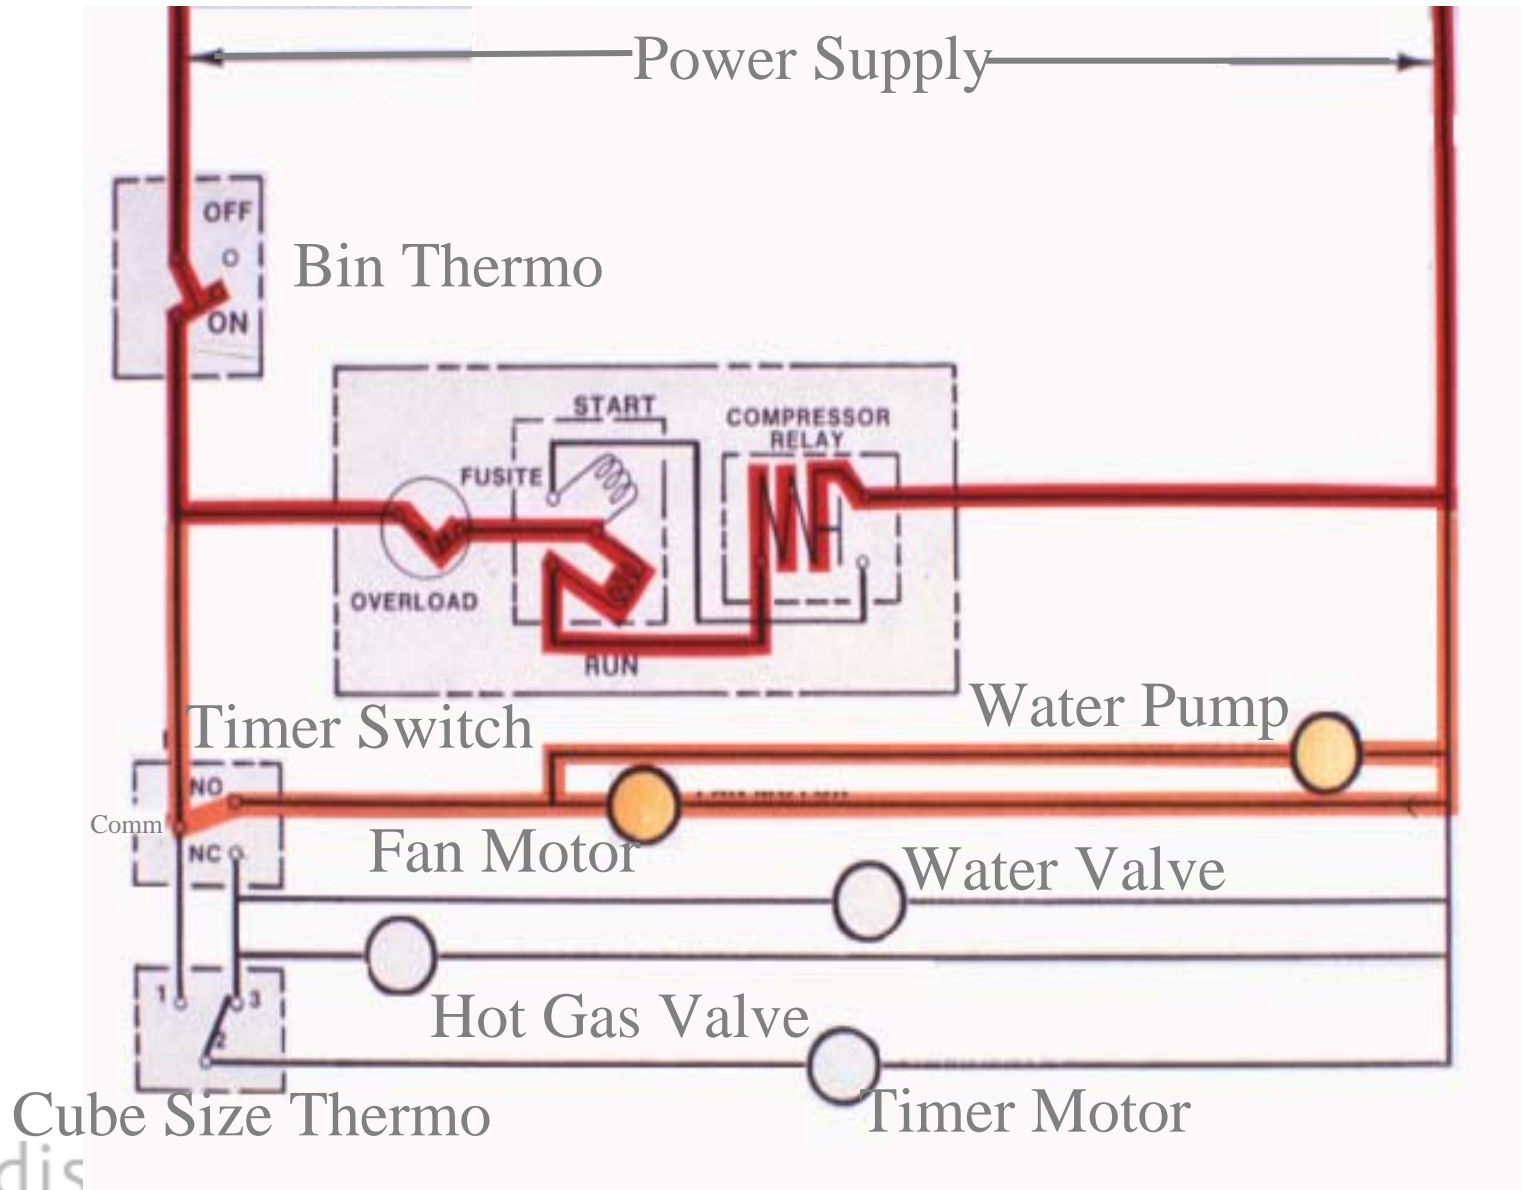 Power Supply
OFF
Bin Thermo
ON
START
COMPRESSOR
RELAY
FUSITE
OVERLOAD
RUN
Water Pump
Timer Switch
NO
Comm
NC
Fan Motor
Water Valve
1
3
2
Hot Gas Valve
Timer Motor
Cube Size Thermo
dis